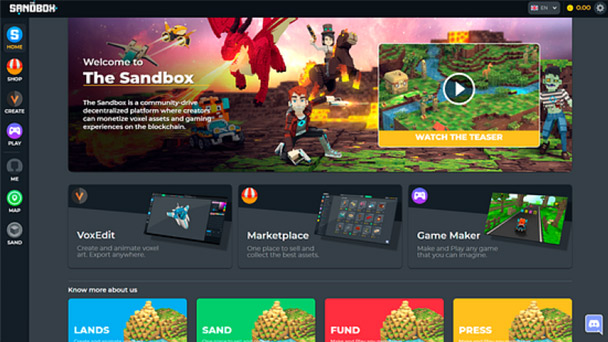 THE
SANDBOX
EN
0.00
HOME
SHOP
CREATE
PLAY
ME
MAP
SAND
Welcome to
The Sandbox
The Sandbox is a community-drive
decentralized platform where creators
can monetize voxel assets and gaming
experiences on the blockchain.
WATCH THE TEASER
VoxEdit
Create and animate voxel
art. Export anywhere.
Marketplace
One place to sell and
collect the best assets.
Game Maker
Make and Play any game
that you can imagine.
Know more about us
LANDS
SAND
FUND
PRESS